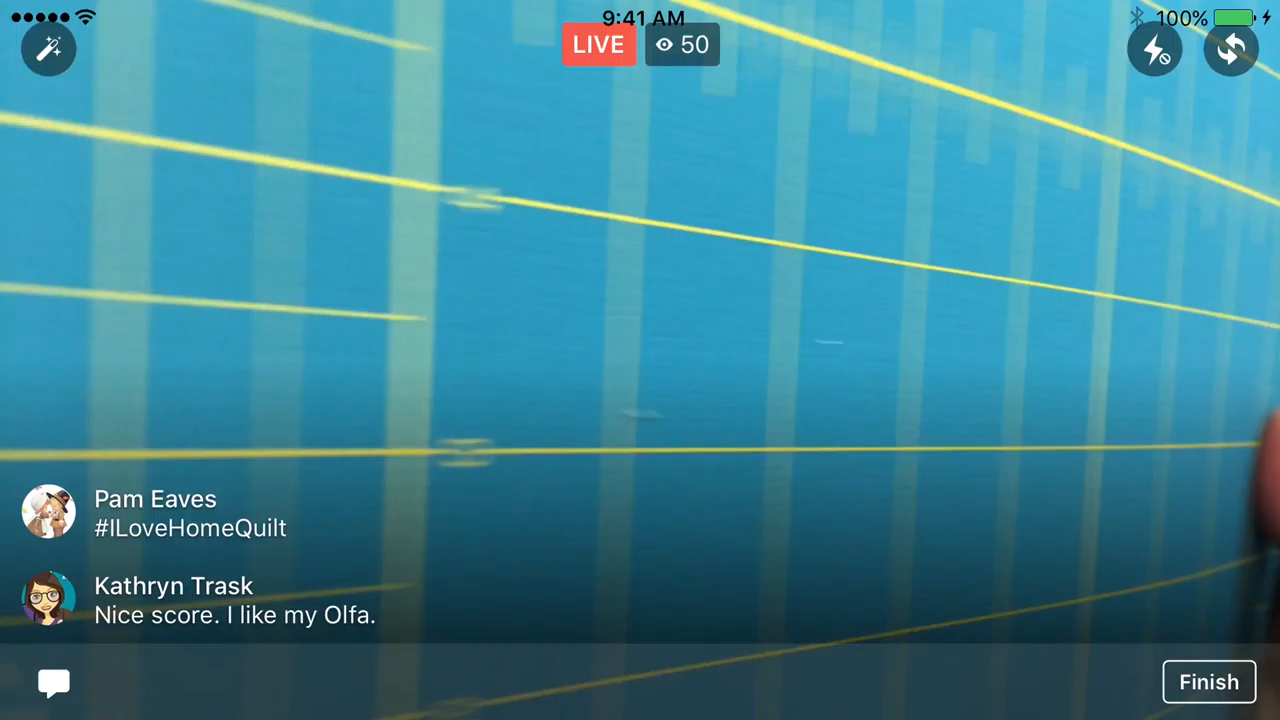 9:41 AM
100%
LIVE
50
Pam Eaves
#ILoveHomeQuilt
Kathryn Trask
Nice score. I like my Olfa.
Finish